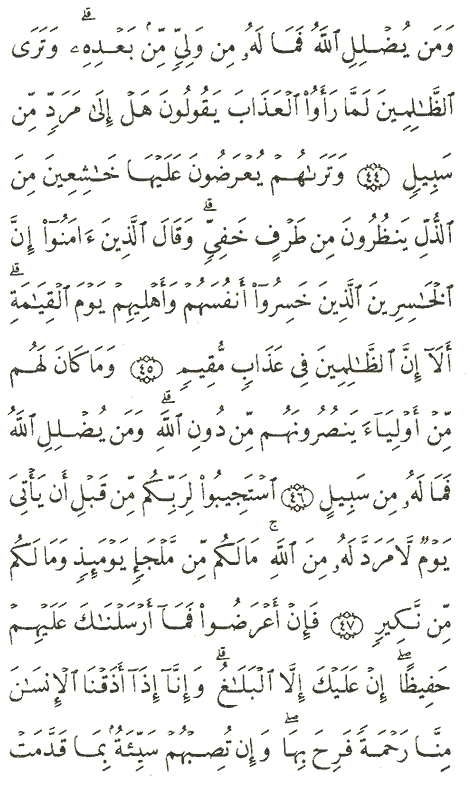 وَمَن يُضْلِلِ ٱللَّهُ فَمَا لَهُۥ مِن وَلِىٍّ مِّنۢ بَعْدِهِۦ ۗ وَتَرَى
ٱلظَّـٰلِمِينَ لَمَّا رَأَوُا۟ ٱلْعَذَابَ يَقُولُونَ هَلْ إِلَىٰ مَرَدٍّ مِّن
سَبِيلٍ ٤٤ وَتَرَىٰهُمْ يُعْرَضُونَ عَلَيْهَا خَـٰشِعِينَ مِنَ
ٱلذُّلِّ يَنظُرُونَ مِن طَرْفٍ خَفِىٍّ ۗ وَقَالَ ٱلَّذِينَ ءَامَنُوٓا۟ إِنَّ
ٱلْخَـٰسِرِينَ ٱلَّذِينَ خَسِرُوٓا۟ أَنفُسَهُمْ وَأَهْلِيهِمْ يَوْمَ ٱلْقِيَـٰمَةِ ۗ
أَلَآ إِنَّ ٱلظَّـٰلِمِينَ فِى عَذَابٍ مُّقِيمٍ ٤٥ وَمَا كَانَ لَهُم
مِّنْ أَوْلِيَآءَ يَنصُرُونَهُم مِّن دُونِ ٱللَّهِ ۗ وَمَن يُضْلِلِ ٱللَّهُ
فَمَا لَهُۥ مِن سَبِيلٍ ٤٦ ٱسْتَجِيبُوا۟ لِرَبِّكُم مِّن قَبْلِ أَن يَأْتِىَ
يَوْمٌ لَّا مَرَدَّ لَهُۥ مِنَ ٱللَّهِ ۚ مَا لَكُم مِّن مَّلْجَإٍ يَوْمَئِذٍ وَمَا لَكُم
مِّن نَّكِيرٍ ٤٧ فَإِنْ أَعْرَضُوا۟ فَمَآ أَرْسَلْنَـٰكَ عَلَيْهِمْ
حَفِيظًا ۖ إِنْ عَلَيْكَ إِلَّا ٱلْبَلَـٰغُ ۗ وَإِنَّآ إِذَآ أَذَقْنَا ٱلْإِنسَـٰنَ
مِنَّا رَحْمَةً فَرِحَ بِهَا ۖ وَإِن تُصِبْهُمْ سَيِّئَةٌۢ بِمَا قَدَّمَتْ